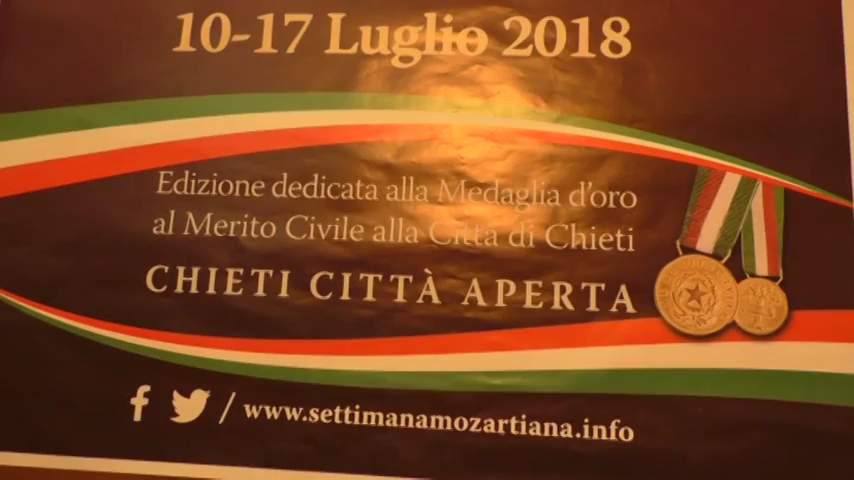 10-17 Luglio 2018
Edizione dedicata alla Medaglia d'oro
al Merito Civile alla Città di Chieti
CHIETI CITTÀ APERTA
f / www.settimanamozartiana.info